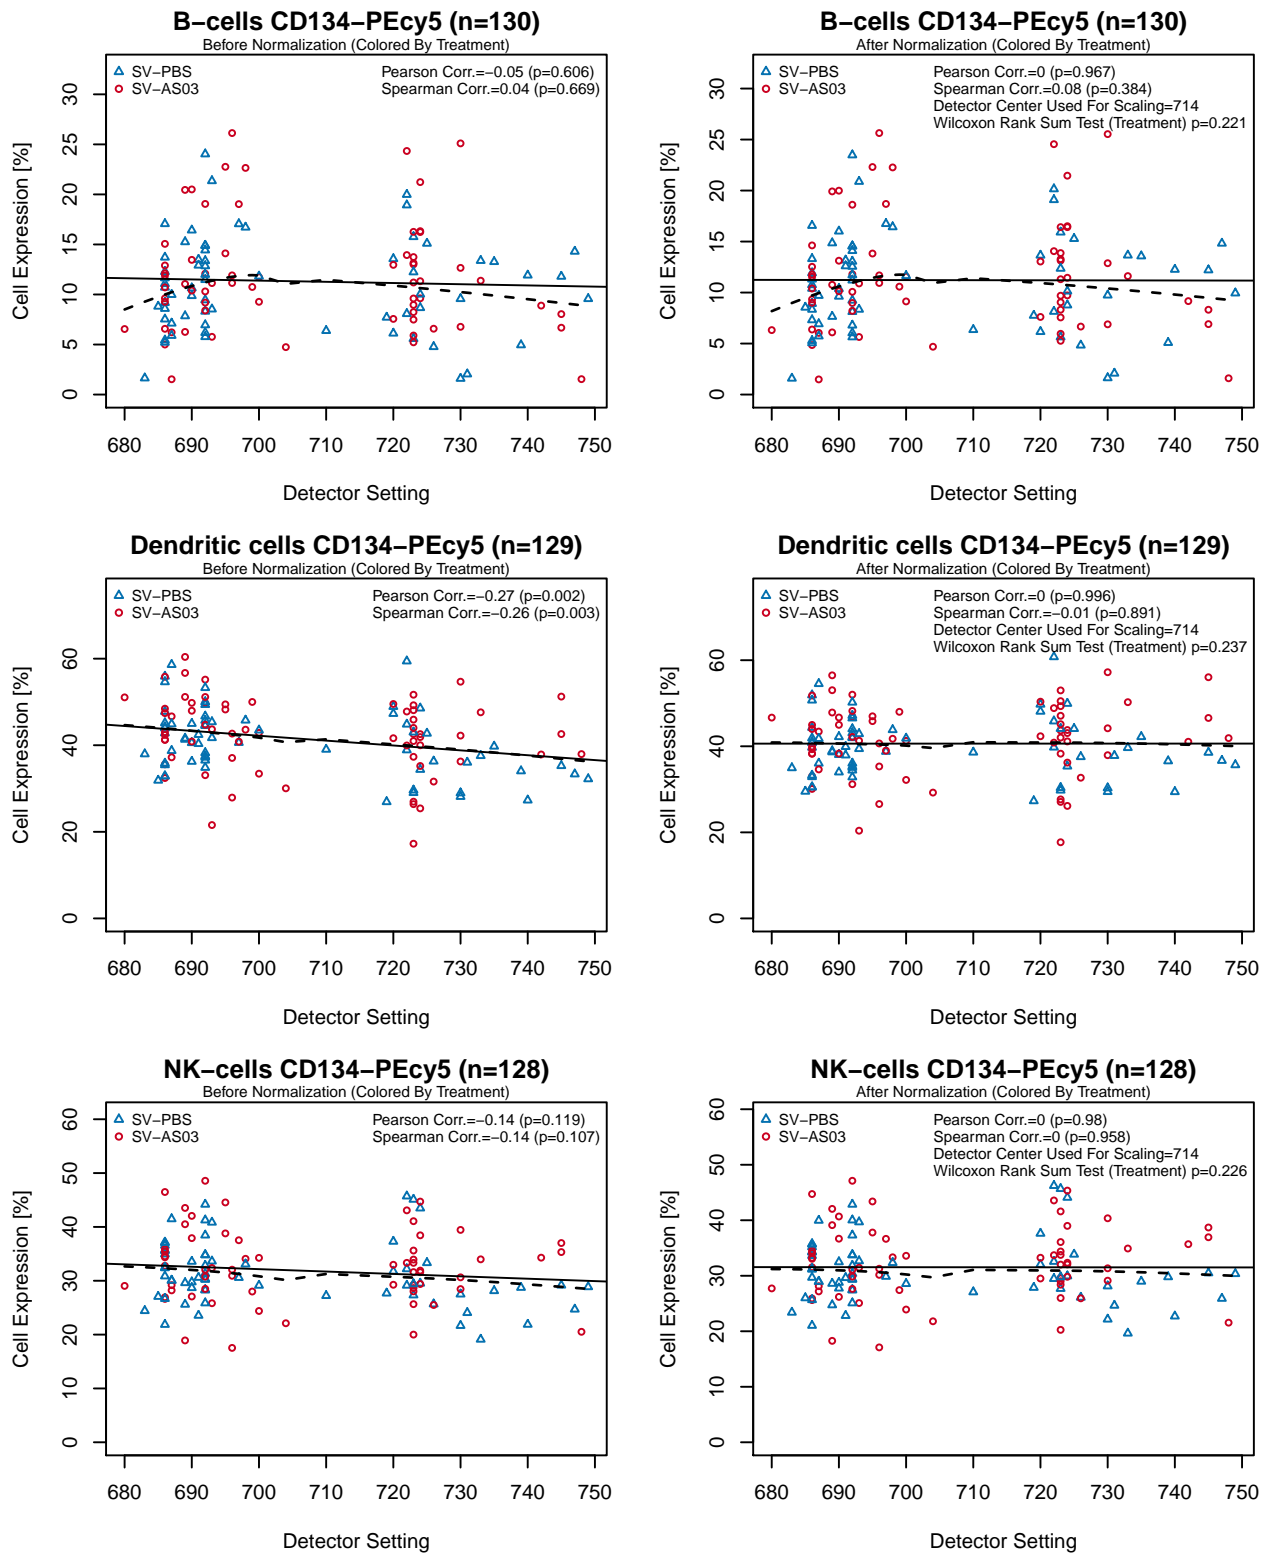 B−cells CD134−PEcy5 (n=130)
Before Normalization (Colored By Treatment)
SV−PBS
SV−AS03
Pearson Corr.=−0.05 (p=0.606)
Spearman Corr.=0.04 (p=0.669)
Cell Expression [%]
0 5 10 15 20 25 30
680 690 700 710 720 730 740 750
Detector Setting
B−cells CD134−PEcy5 (n=130)
After Normalization (Colored By Treatment)
SV−PBS
SV−AS03
Pearson Corr.=0 (p=0.967)
Spearman Corr.=0.08 (p=0.384)
Detector Center Used For Scaling=714
Wilcoxon Rank Sum Test (Treatment) p=0.221
Cell Expression [%]
0 5 10 15 20 25 30
680 690 700 710 720 730 740 750
Detector Setting
Dendritic cells CD134−PEcy5 (n=129)
Before Normalization (Colored By Treatment)
SV−PBS
SV−AS03
Pearson Corr.=−0.27 (p=0.002)
Spearman Corr.=−0.26 (p=0.003)
Cell Expression [%]
0 20 40 60
680 690 700 710 720 730 740 750
Detector Setting
Dendritic cells CD134−PEcy5 (n=129)
After Normalization (Colored By Treatment)
SV−PBS
SV−AS03
Pearson Corr.=0 (p=0.996)
Spearman Corr.=−0.01 (p=0.891)
Detector Center Used For Scaling=714
Wilcoxon Rank Sum Test (Treatment) p=0.237
Cell Expression [%]
0 20 40 60
680 690 700 710 720 730 740 750
Detector Setting
NK−cells CD134−PEcy5 (n=128)
Before Normalization (Colored By Treatment)
SV−PBS
SV−AS03
Pearson Corr.=−0.14 (p=0.119)
Spearman Corr.=−0.14 (p=0.107)
Cell Expression [%]
0 10 20 30 40 50 60
680 690 700 710 720 730 740 750
Detector Setting
NK−cells CD134−PEcy5 (n=128)
After Normalization (Colored By Treatment)
SV−PBS
SV−AS03
Pearson Corr.=0 (p=0.98)
Spearman Corr.=0 (p=0.958)
Detector Center Used For Scaling=714
Wilcoxon Rank Sum Test (Treatment) p=0.226
Cell Expression [%]
0 10 20 30 40 50 60
680 690 700 710 720 730 740 750
Detector Setting